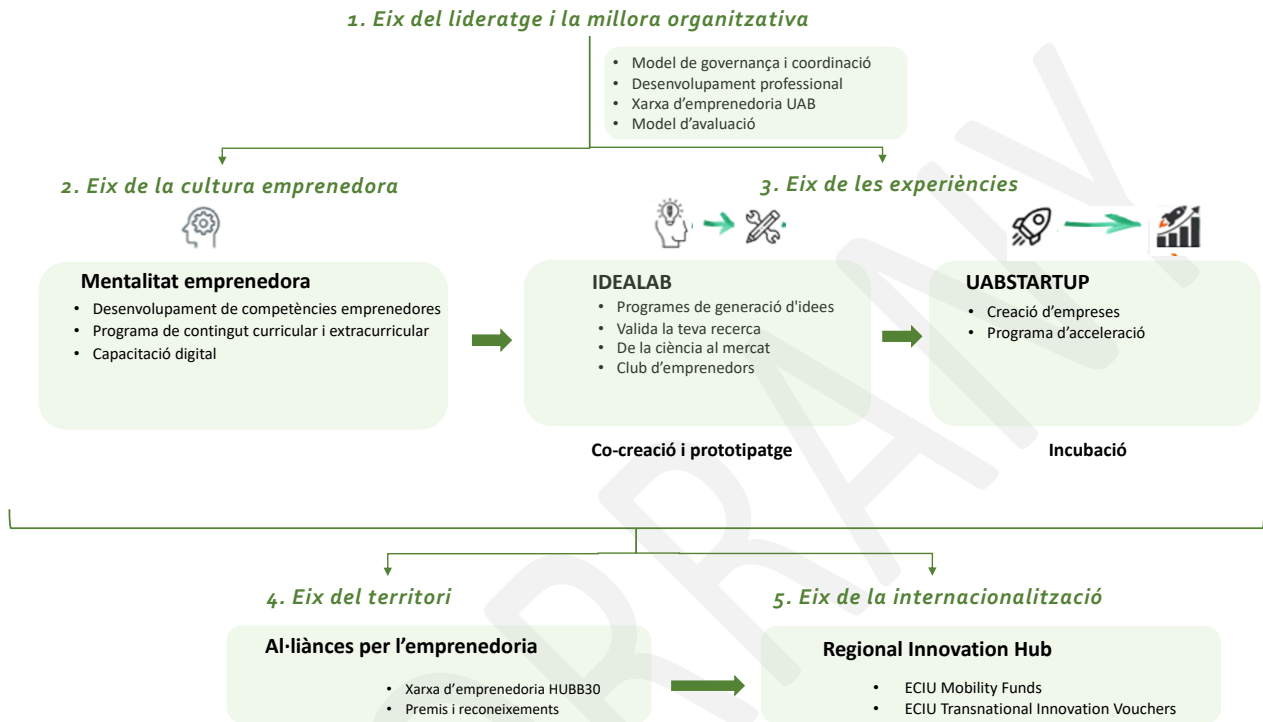 1. Eix del lideratge i la millora organitzativa
• Model de governança i coordinació
• Desenvolupament professional
• Xarxa d'emprenedoria UAB
• Model d'avaluació
2. Eix de la cultura emprenedora
3. Eix de les experiències
Mentalitat emprenedora
• Desenvolupament de competències emprenedores
• Programa de contingut curricular i extracurricular
• Capacitació digital
IDEALAB
• Programes de generació d'idees
• Valida la teva recerca
• De la ciència al mercat
• Club d'emprenedors
UABSTARTUP
• Creació d'empreses
• Programa d'acceleració
Co-creació i prototipatge
Incubació
4. Eix del territori
5. Eix de la internacionalització
Al·liànces per l'emprenedoria
• Xarxa d'emprenedoria HUBB30
• Premis i reconeixements
Regional Innovation Hub
• ECIU Mobility Funds
• ECIU Transnational Innovation Vouchers